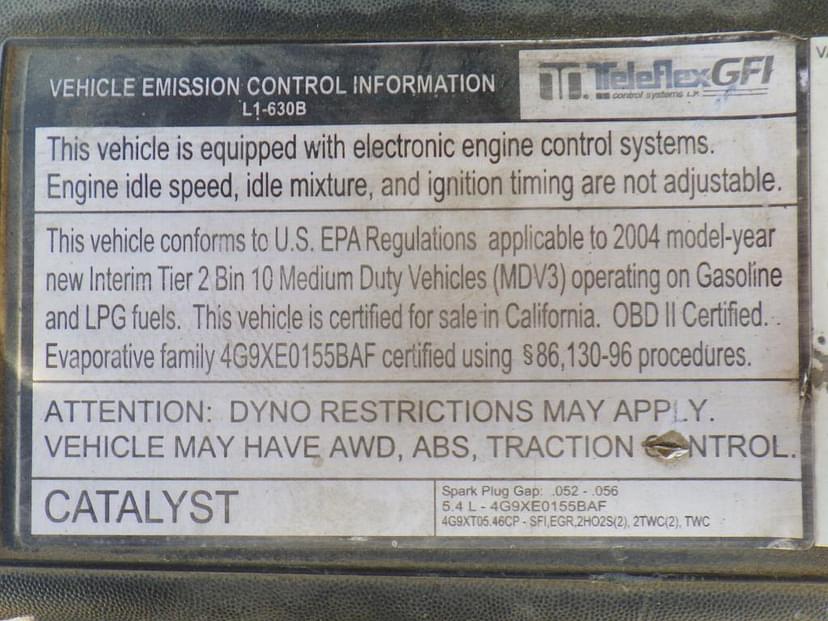 VEHICLE EMISSION CONTROL INFORMATION
L1-630B
TeleflexGFI
control systems L.P.
This vehicle is equipped with electronic engine control systems.
Engine idle speed, idle mixture, and ignition timing are not adjustable.
This vehicle conforms to U.S. EPA Regulations applicable to 2004 model-year
new Interim Tier 2 Bin 10 Medium Duty Vehicles (MDV3) operating on Gasoline
and LPG fuels. This vehicle is certified for sale in California. OBD II Certified.
Evaporative family 4G9XE0155BAF certified using §86,130-96 procedures.
ATTENTION: DYNO RESTRICTIONS MAY APPLY.
VEHICLE MAY HAVE AWD, ABS, TRACTION NTROL.
CATALYST
Spark Plug Gap: .052 - .056
5.4 L - 4G9XE0155BAF
4G9XT05.46CP - SFI,EGR,2HO2S(2), 2TWC(2), TWC